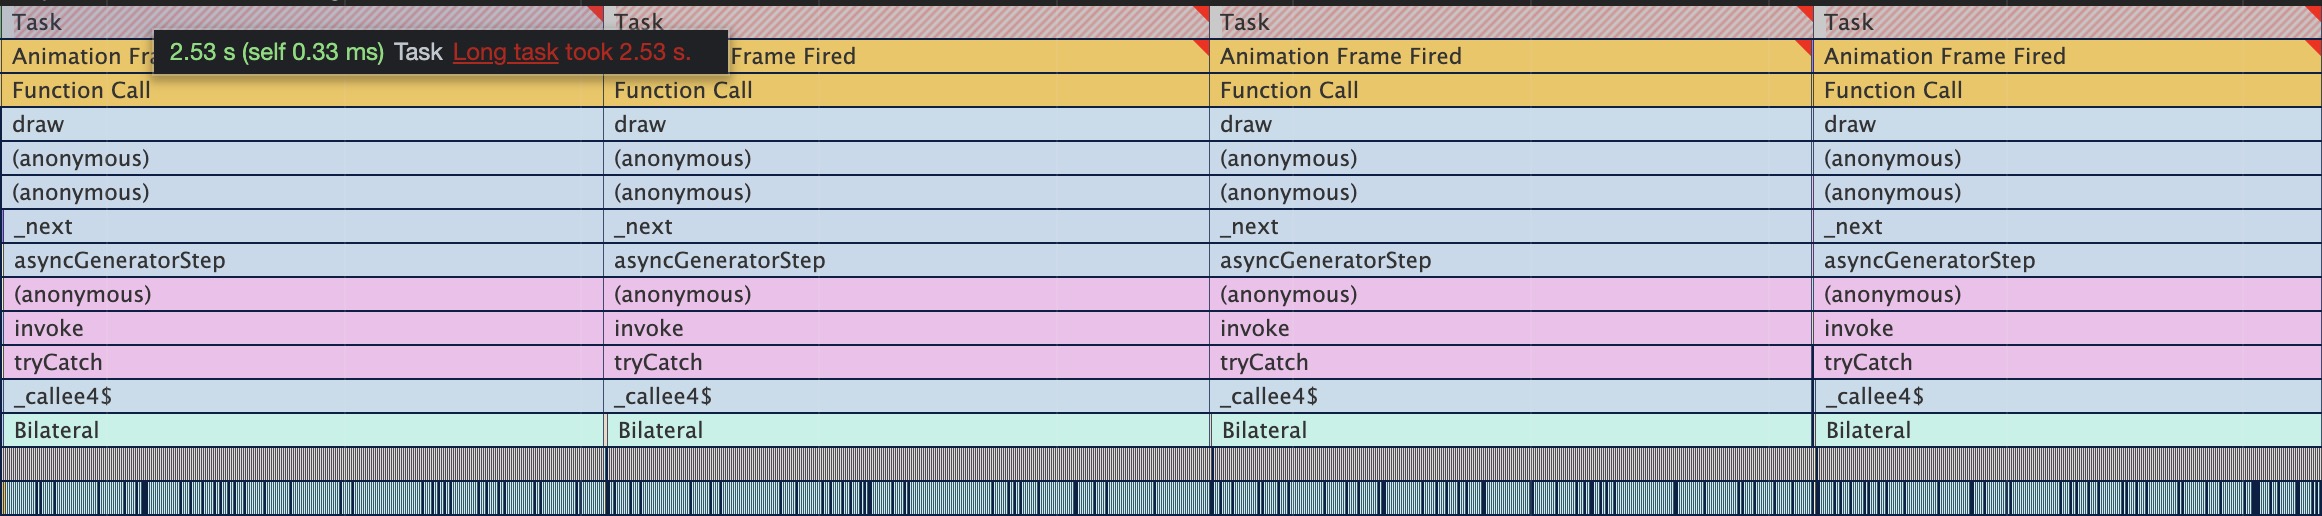 Task Task Task Task
2.53 s (self 0.33 ms) Task Long task took 2.53 s.
Animation Fra Frame Fired Animation Frame Fired Animation Frame Fired
Function Call Function Call Function Call Function Call
draw draw draw draw
(anonymous) (anonymous) (anonymous) (anonymous)
(anonymous) (anonymous) (anonymous) (anonymous)
_next _next _next _next
asyncGeneratorStep asyncGeneratorStep asyncGeneratorStep asyncGeneratorStep
(anonymous) (anonymous) (anonymous) (anonymous)
invoke invoke invoke invoke
tryCatch tryCatch tryCatch tryCatch
_callee4$ _callee4$ _callee4$ _callee4$
Bilateral Bilateral Bilateral Bilateral